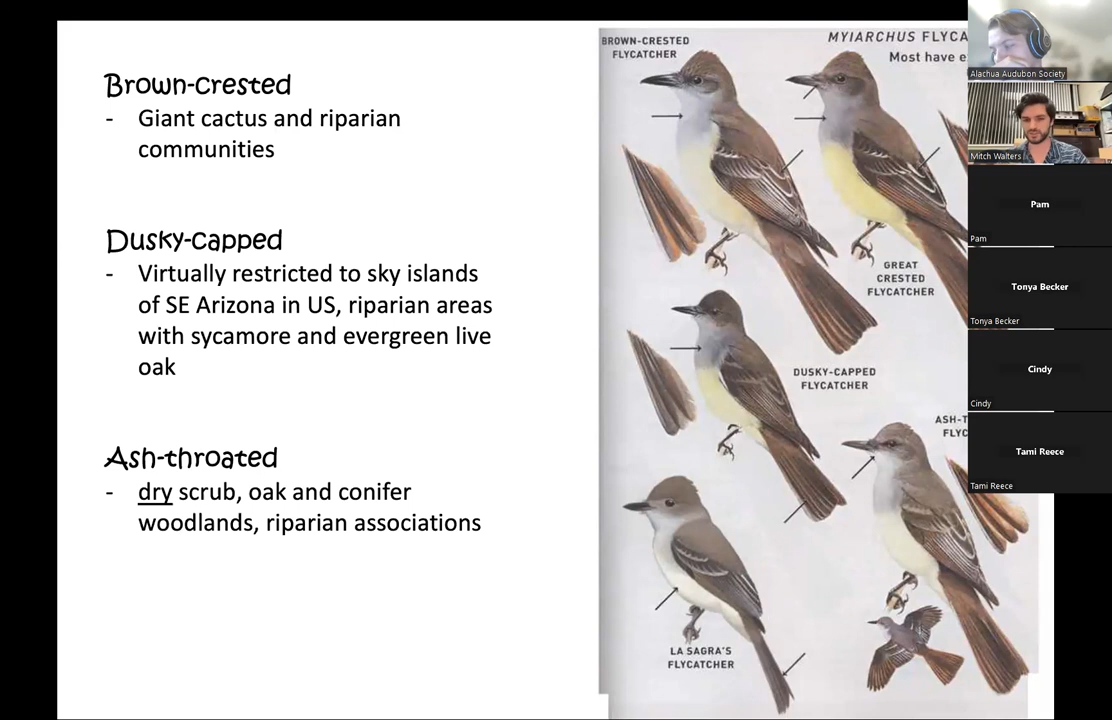 Brown-crested
- Giant cactus and riparian
communities
Dusky-capped
- Virtually restricted to sky islands
of SE Arizona in US, riparian areas
with sycamore and evergreen live
oak
Ash-throated
- dry scrub, oak and conifer
woodlands, riparian associations
BROWN-CRESTED
FLYCATCHER
MYIARCHUS FLYCA
Most have e
GREAT
CRESTED
FLYCATCHER
DUSKY-CAPPED
FLYCATCHER
ASH-T
FLYC
LA SAGRA'S
FLYCATCHER
Alachua Audubon Society
Mitch Walters
Pam
Pam
Tonya Becker
Tonya Becker
Cindy
Cindy
Tami Reece
Tami Reece